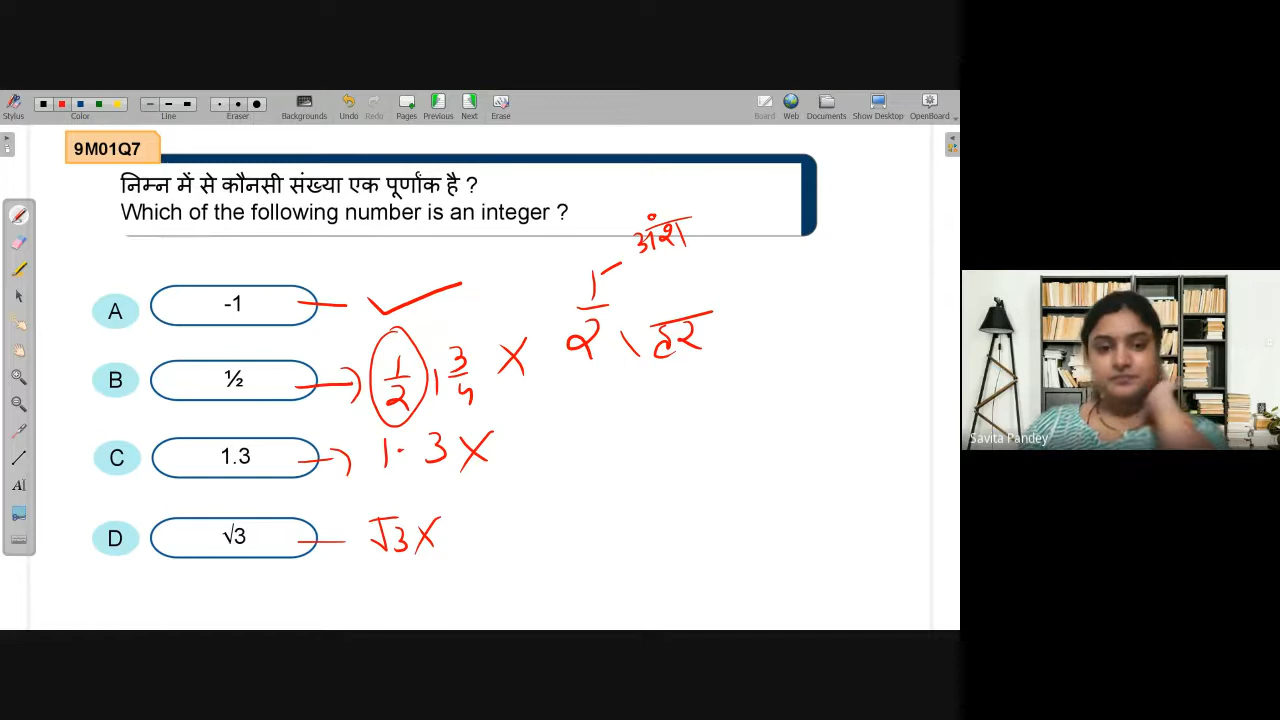 Stylus
Color
Line
Eraser
Backgrounds
Undo
Redo
Pages
Previous
Next
Erase
Board
Web
Documents
Show Desktop
OpenBoard
9M01Q7
निम्न में से कौनसी संख्या एक पूर्णांक है ?
Which of the following number is an integer ?
अंश
1
2
हर
A
-1
B
½
1/2, 3/4 X
C
1.3
1.3 X
D
√3
√3 X
Savita Pandey